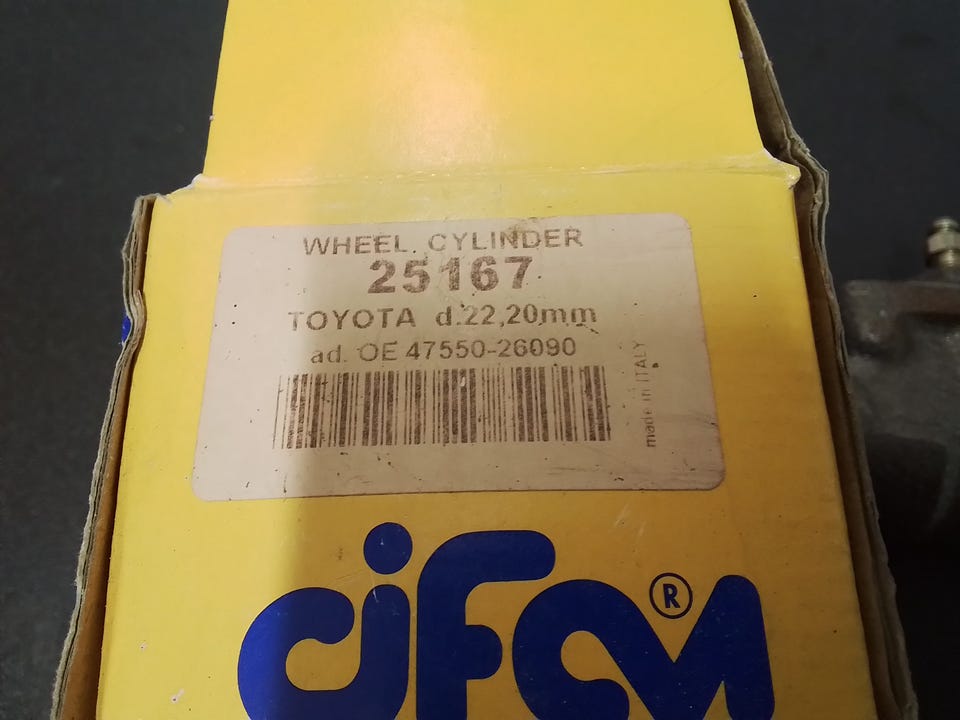 WHEEL CYLINDER
25167
TOYOTA d.22,20mm
ad. OE 47550-26090
made in ITALY
CIFAM
®